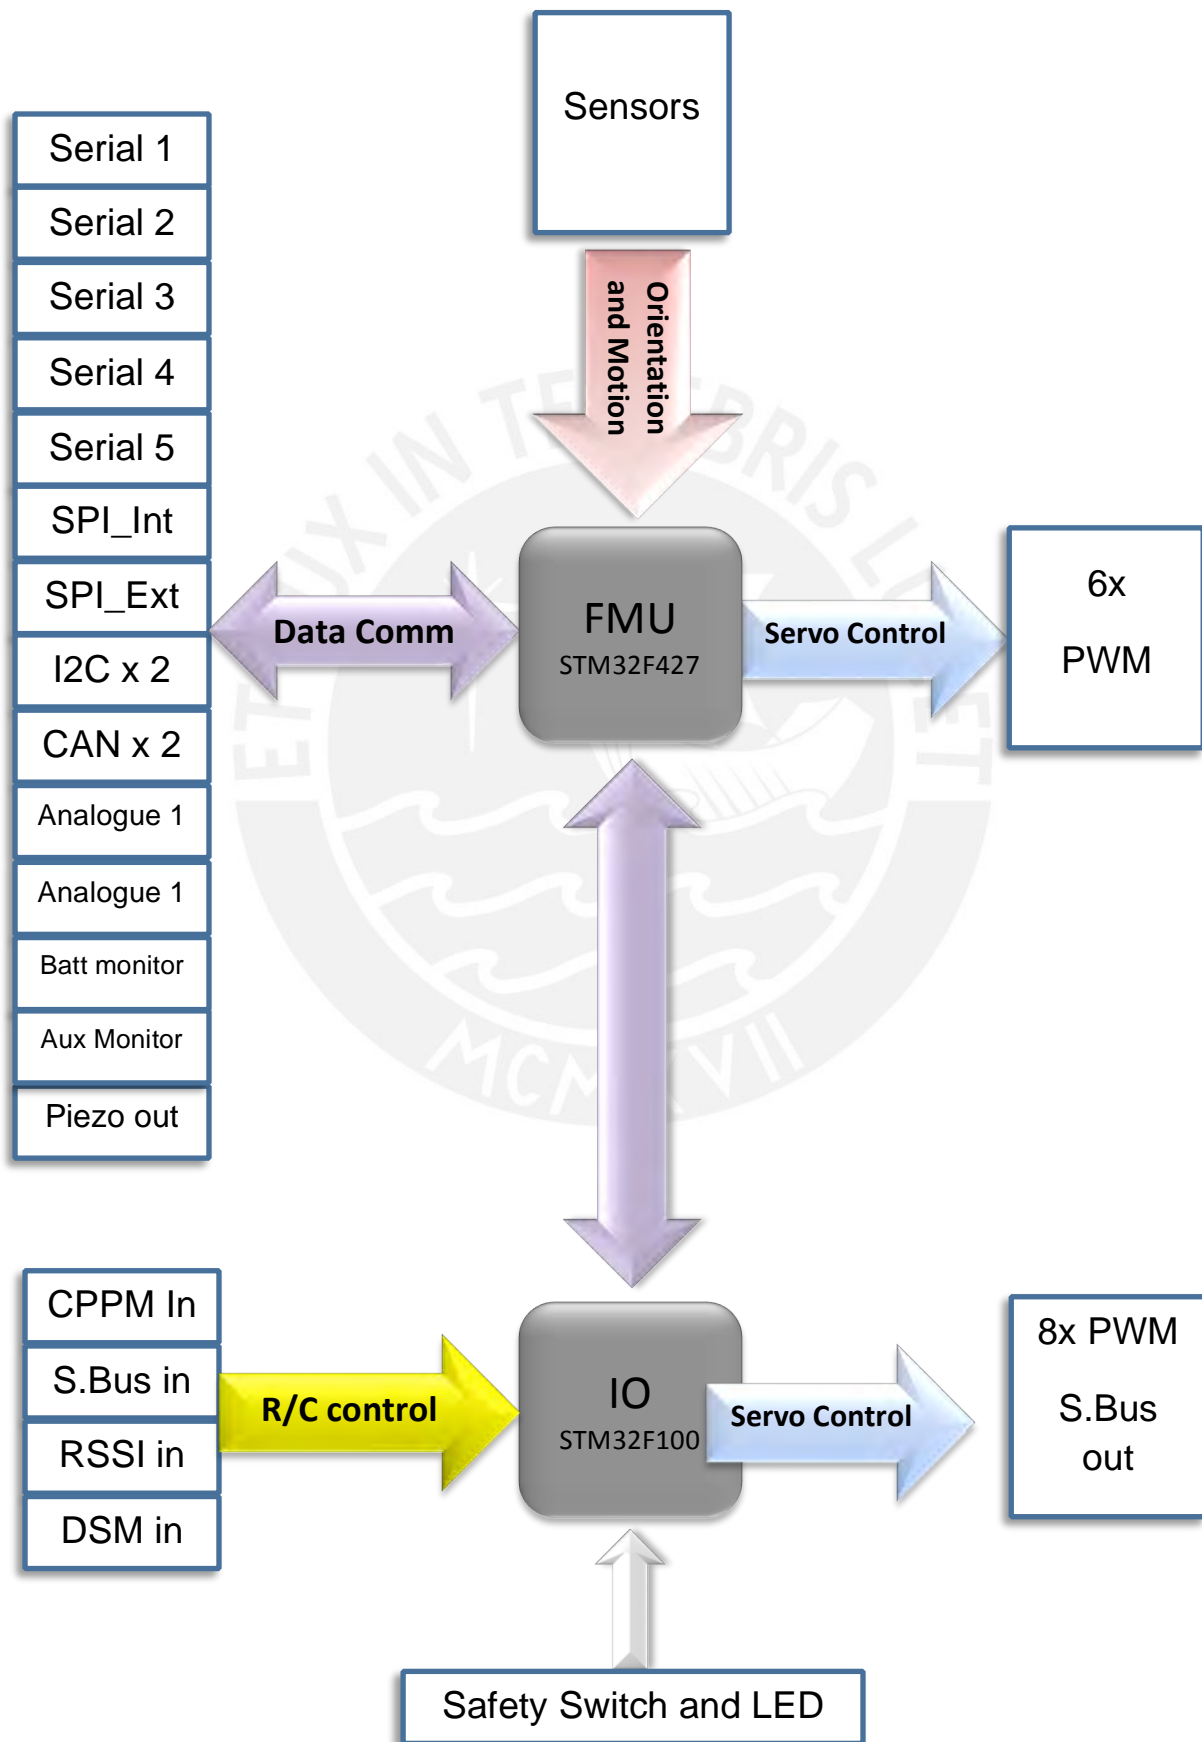 Sensors
Serial 1
Serial 2
Serial 3
Serial 4
Serial 5
SPI_Int
SPI_Ext
I2C x 2
CAN x 2
Analogue 1
Analogue 1
Batt monitor
Aux Monitor
Piezo out
Orientation
and Motion
Data Comm
FMU
STM32F427
Servo Control
6x
PWM
CPPM In
S.Bus in
RSSI in
DSM in
R/C control
IO
STM32F100
Servo Control
8x PWM
S.Bus
out
Safety Switch and LED